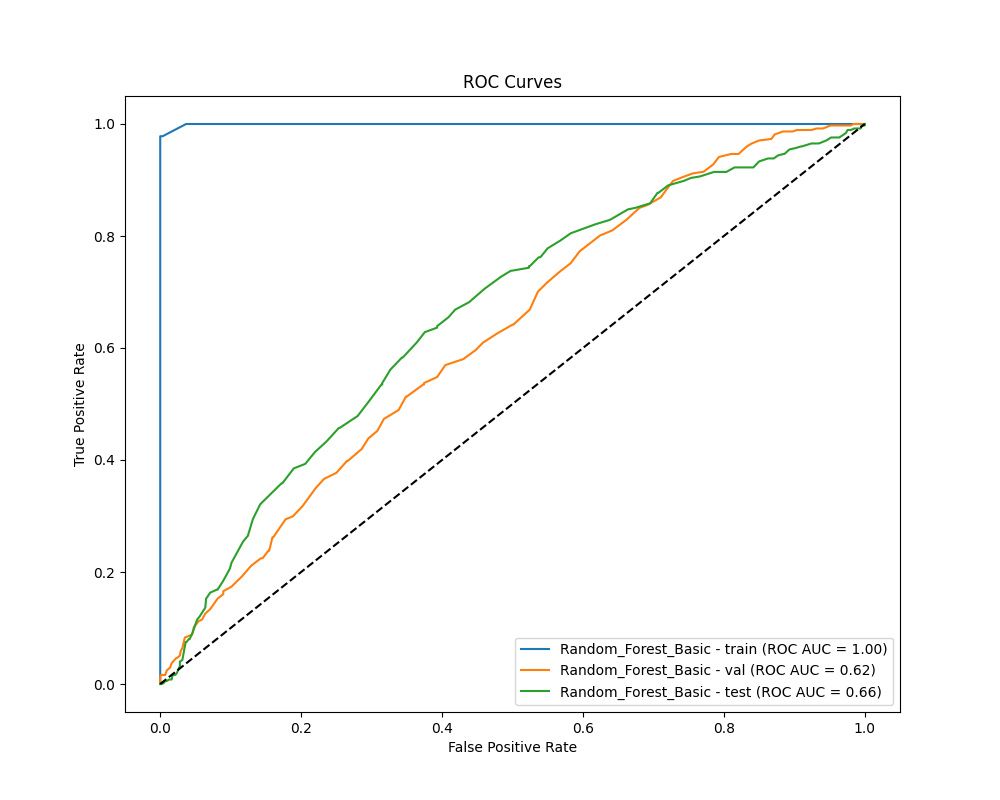 ROC Curves
1.0
0.8
0.6
0.4
0.2
0.0
True Positive Rate
0.0 0.2 0.4 0.6 0.8 1.0
False Positive Rate
Random_Forest_Basic - train (ROC AUC = 1.00)
Random_Forest_Basic - val (ROC AUC = 0.62)
Random_Forest_Basic - test (ROC AUC = 0.66)